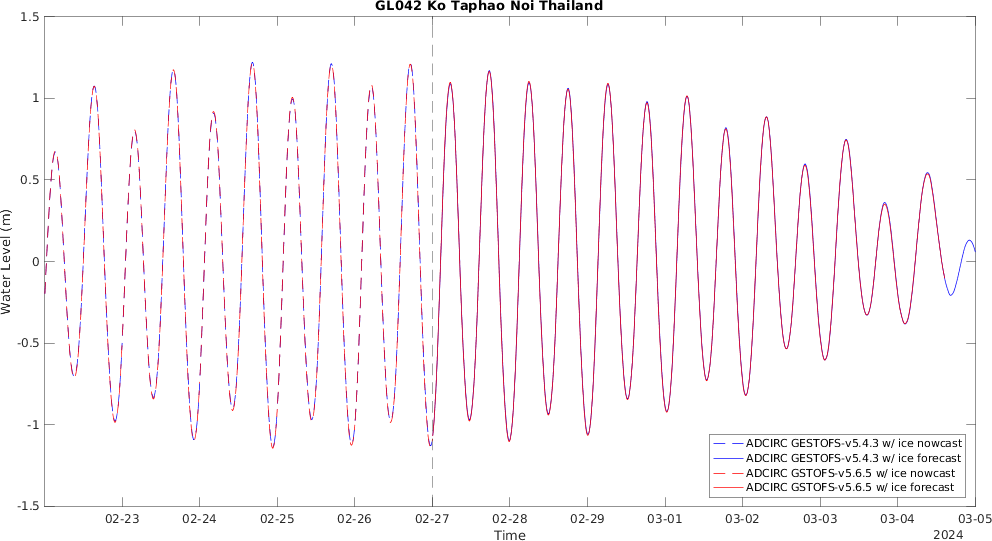 GL042 Ko Taphao Noi Thailand
1.5
1
0.5
0
-0.5
-1
-1.5
Water Level (m)
ADCIRC GESTOFS-v5.4.3 w/ ice nowcast
ADCIRC GESTOFS-v5.4.3 w/ ice forecast
ADCIRC GSTOFS-v5.6.5 w/ ice nowcast
ADCIRC GSTOFS-v5.6.5 w/ ice forecast
02-23 02-24 02-25 02-26 02-27 02-28 02-29 03-01 03-02 03-03 03-04 03-05
Time
2024